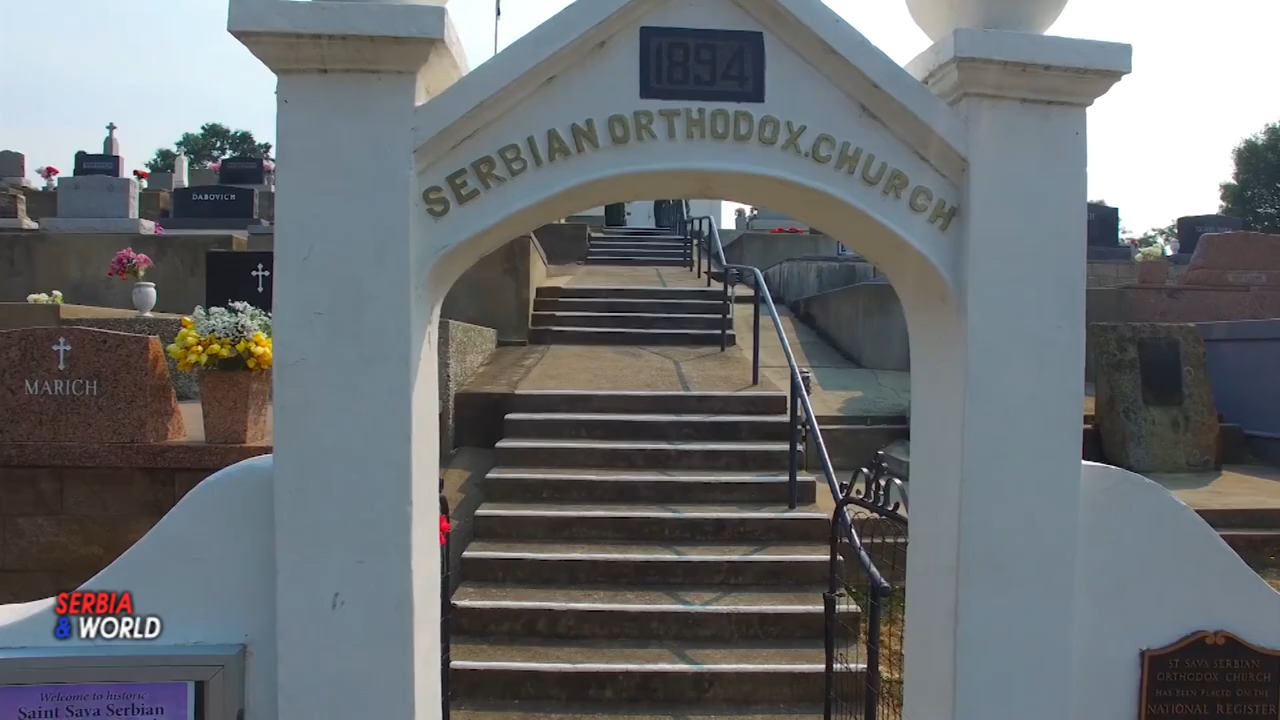 1894
SERBIAN ORTHODOX.CHURCH
DABOVICH
MARICH
SERBIA
& WORLD
Welcome to historic
Saint Sava Serbian
ST SAVA SERBIAN
ORTHODOX CHURCH
HAS BEEN PLACED ON THE
NATIONAL REGISTER